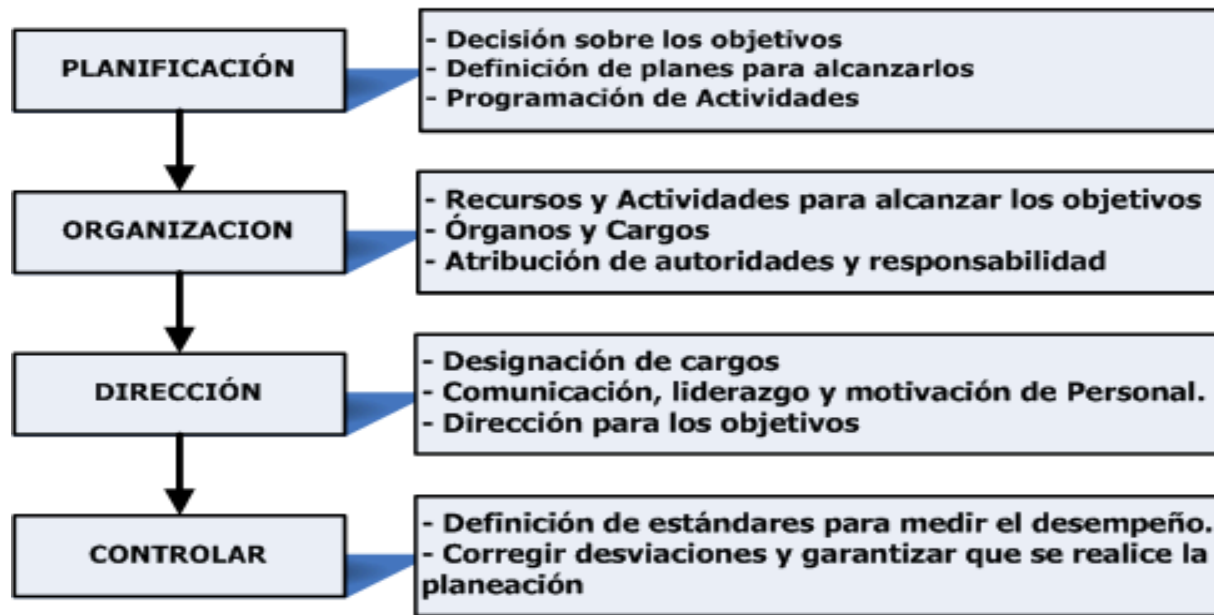 PLANIFICACIÓN
- Decisión sobre los objetivos
- Definición de planes para alcanzarlos
- Programación de Actividades
ORGANIZACION
- Recursos y Actividades para alcanzar los objetivos
- Órganos y Cargos
- Atribución de autoridades y responsabilidad
DIRECCIÓN
- Designación de cargos
- Comunicación, liderazgo y motivación de Personal.
- Dirección para los objetivos
CONTROLAR
- Definición de estándares para medir el desempeño.
- Corregir desviaciones y garantizar que se realice la
planeación